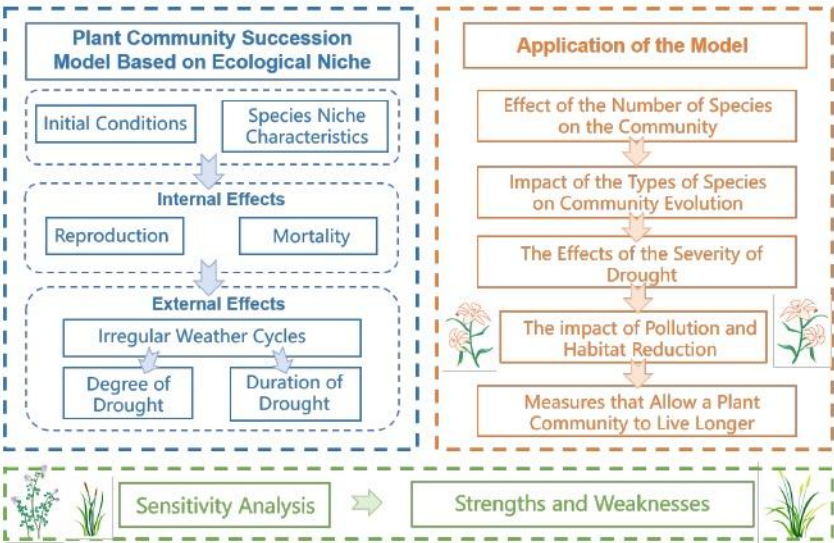 Plant Community Succession
Model Based on Ecological Niche
Initial Conditions
Species Niche
Characteristics
Internal Effects
Reproduction
Mortality
External Effects
Irregular Weather Cycles
Degree of
Drought
Duration of
Drought
Application of the Model
Effect of the Number of Species
on the Community
Impact of the Types of Species
on Community Evolution
The Effects of the Severity of
Drought
The impact of Pollution and
Habitat Reduction
Measures that Allow a Plant
Community to Live Longer
Sensitivity Analysis
Strengths and Weaknesses